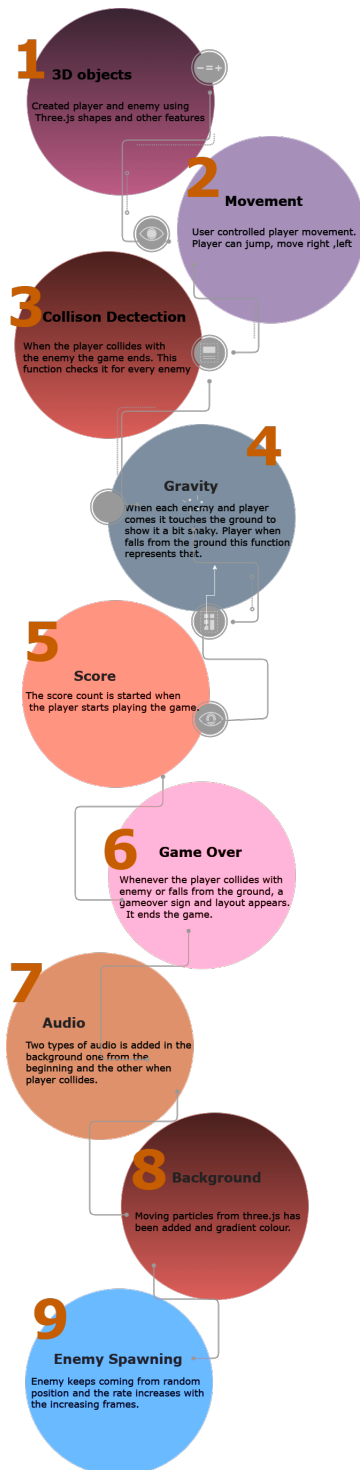 1
3D objects
Created player and enemy using
Three.js shapes and other features
2
Movement
User controlled player movement.
Player can jump, move right ,left
3
Collison Dectection
When the player collides with
the enemy the game ends. This
function checks it for every enemy
4
Gravity
When each enemy and player
comes it touches the ground to
show it a bit shaky. Player when
falls from the ground this function
represents that.
5
Score
The score count is started when
the player starts playing the game.
6
Game Over
Whenever the player collides with
enemy or falls from the ground, a
gameover sign and layout appears.
It ends the game.
7
Audio
Two types of audio is added in the
background one from the
beginning and the other when
player collides.
8
Background
Moving particles from three.js has
been added and gradient colour.
9
Enemy Spawning
Enemy keeps coming from random
position and the rate increases with
the increasing frames.